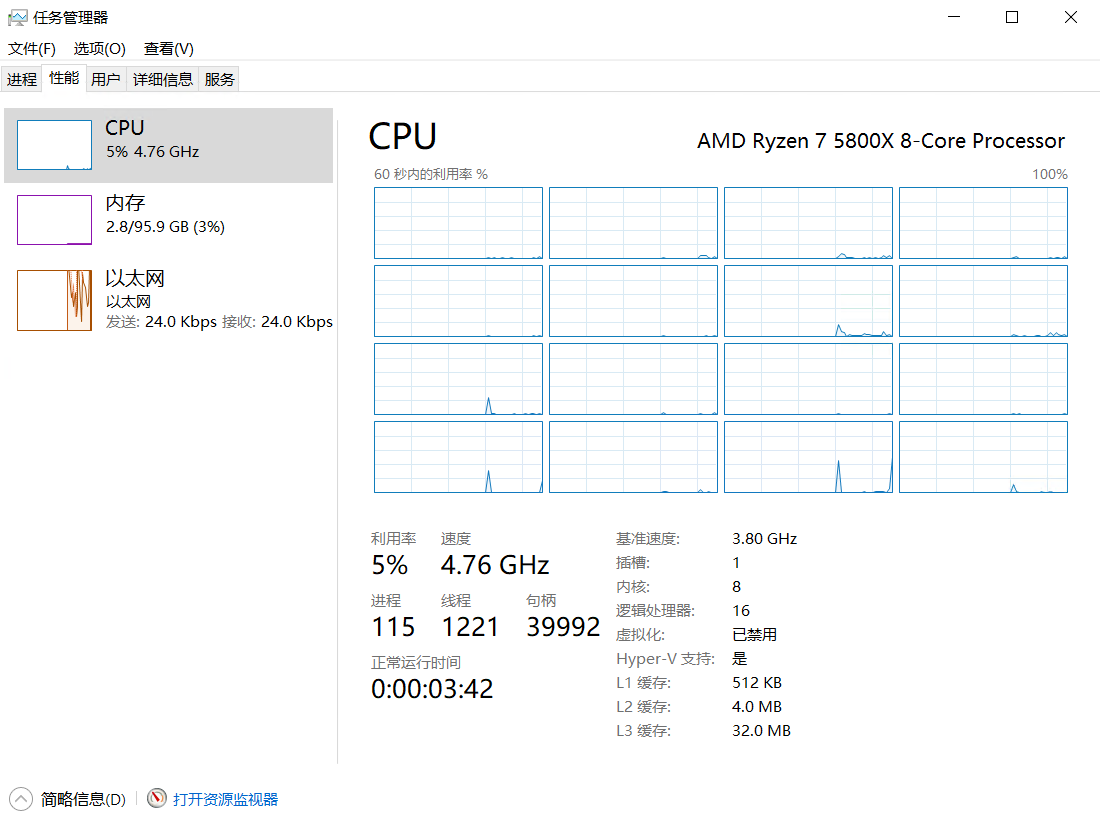 任务管理器
文件(F) 选项(O) 查看(V)
进程 性能 用户 详细信息 服务
CPU
5% 4.76 GHz
内存
2.8/95.9 GB (3%)
以太网
以太网
发送: 24.0 Kbps 接收: 24.0 Kbps
CPU
AMD Ryzen 7 5800X 8-Core Processor
60 秒内的利用率 %
100%
利用率 速度
5% 4.76 GHz
进程 线程 句柄
115 1221 39992
正常运行时间
0:00:03:42
基准速度: 3.80 GHz
插槽: 1
内核: 8
逻辑处理器: 16
虚拟化: 已禁用
Hyper-V 支持: 是
L1 缓存: 512 KB
L2 缓存: 4.0 MB
L3 缓存: 32.0 MB
简略信息(D)
打开资源监视器